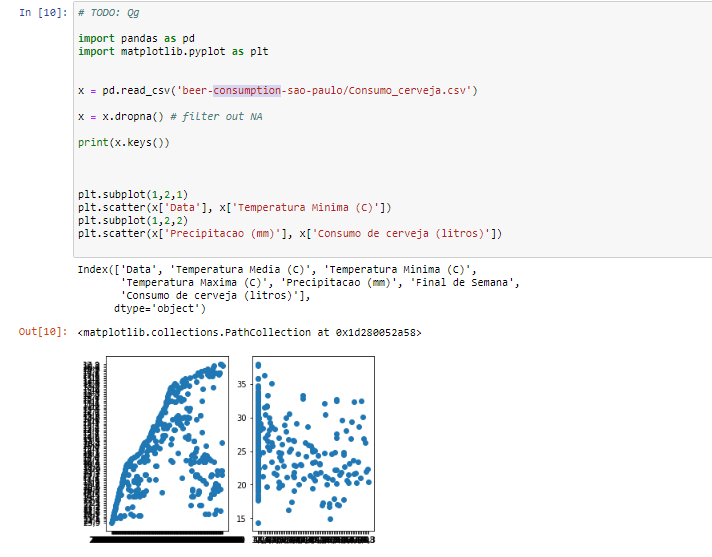 In [10]:
# TODO: Qg
import pandas as pd
import matplotlib.pyplot as plt
x = pd.read_csv('beer-consumption-sao-paulo/Consumo_cerveja.csv')
x = x.dropna() # filter out NA
print(x.keys())
plt.subplot(1,2,1)
plt.scatter(x['Data'], x['Temperatura Minima (C)'])
plt.subplot(1,2,2)
plt.scatter(x['Precipitacao (mm)'], x['Consumo de cerveja (litros)'])
Index(['Data', 'Temperatura Media (C)', 'Temperatura Minima (C)',
'Temperatura Maxima (C)', 'Precipitacao (mm)', 'Final de Semana',
'Consumo de cerveja (litros)'],
dtype='object')
Out[10]: <matplotlib.collections.PathCollection at 0x1d280052a58>
35
30
25
20
15